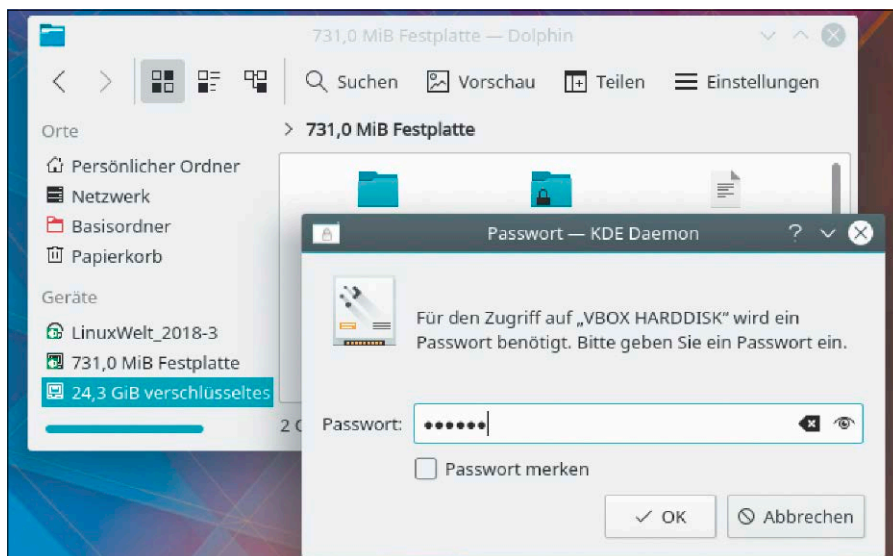 731,0 MiB Festplatte — Dolphin
Suchen Vorschau Teilen Einstellungen
Orte
> 731,0 MiB Festplatte
Persönlicher Ordner
Netzwerk
Basisordner
Papierkorb
Geräte
LinuxWelt_2018-3
731,0 MiB Festplatte
24,3 GiB verschlüsseltes
2
Passwort — KDE Daemon
Für den Zugriff auf „VBOX HARDDISK“ wird ein
Passwort benötigt. Bitte geben Sie ein Passwort ein.
Passwort: ••••••
Passwort merken
OK Abbrechen